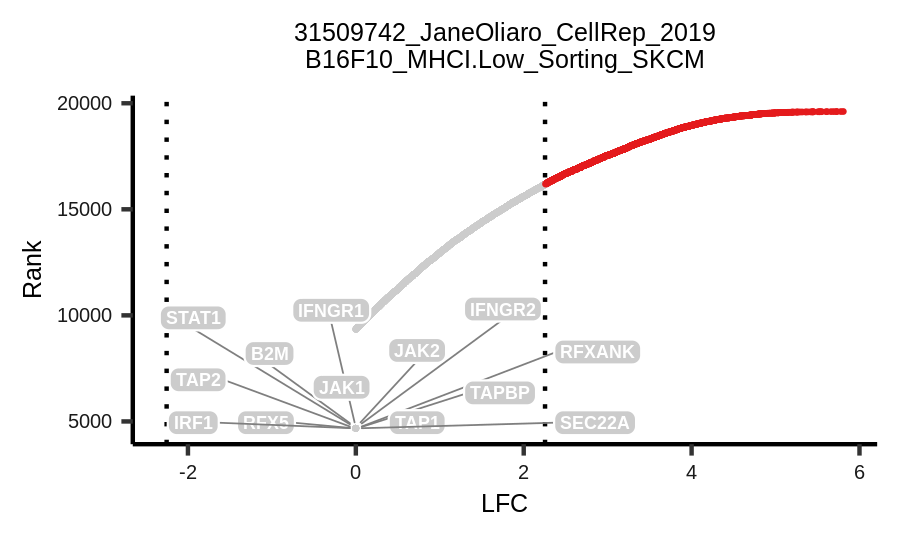 31509742_JaneOliaro_CellRep_2019
B16F10_MHCI.Low_Sorting_SKCM
20000
15000
10000
5000
Rank
STAT1
IFNGR1
IFNGR2
B2M
JAK2
RFXANK
TAP2
JAK1
TAPBP
IRF1
RFX5
TAP1
SEC22A
-2
0
2
4
6
LFC